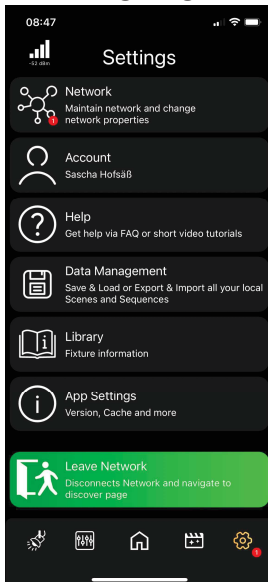 08:47
-52 dBm
Settings
Network
Maintain network and change
network properties
1
Account
Sascha Hofsäß
Help
Get help via FAQ or short video tutorials
Data Management
Save & Load or Export & Import all your local
Scenes and Sequences
Library
Fixture information
App Settings
Version, Cache and more
Leave Network
Disconnects Network and navigate to
discover page
1